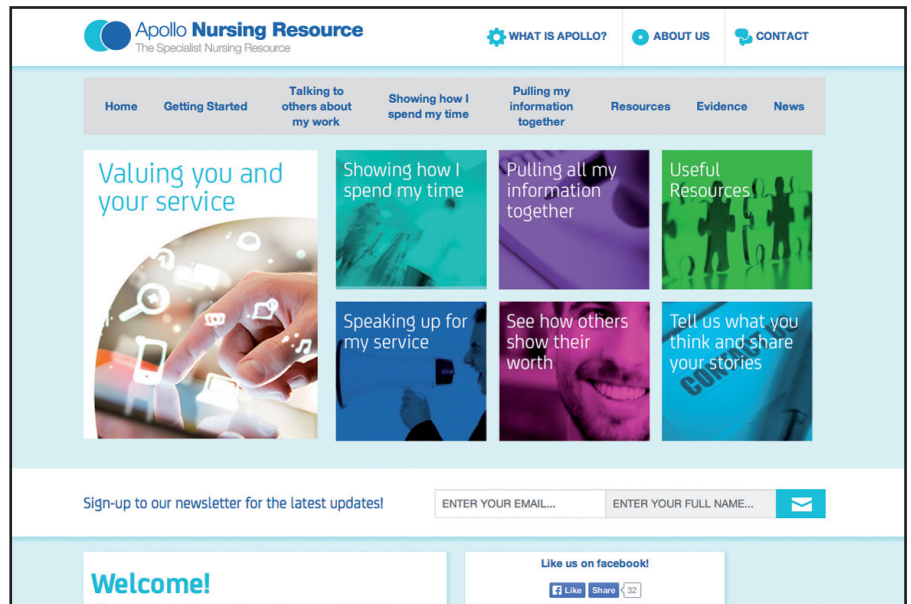 Apollo Nursing Resource
The Specialist Nursing Resource
WHAT IS APOLLO?
ABOUT US
CONTACT
Home
Getting Started
Talking to
others about
my work
Showing how I
spend my time
Pulling my
information
together
Resources
Evidence
News
Valuing you and
your service
Showing how I
spend my time
Pulling all my
information
together
Useful
Resources
Speaking up for
my service
See how others
show their
worth
Tell us what you
think and share
your stories
CONTACT US
Sign-up to our newsletter for the latest updates!
ENTER YOUR EMAIL...
ENTER YOUR FULL NAME...
Welcome!
Like us on facebook!
Like
Share
32